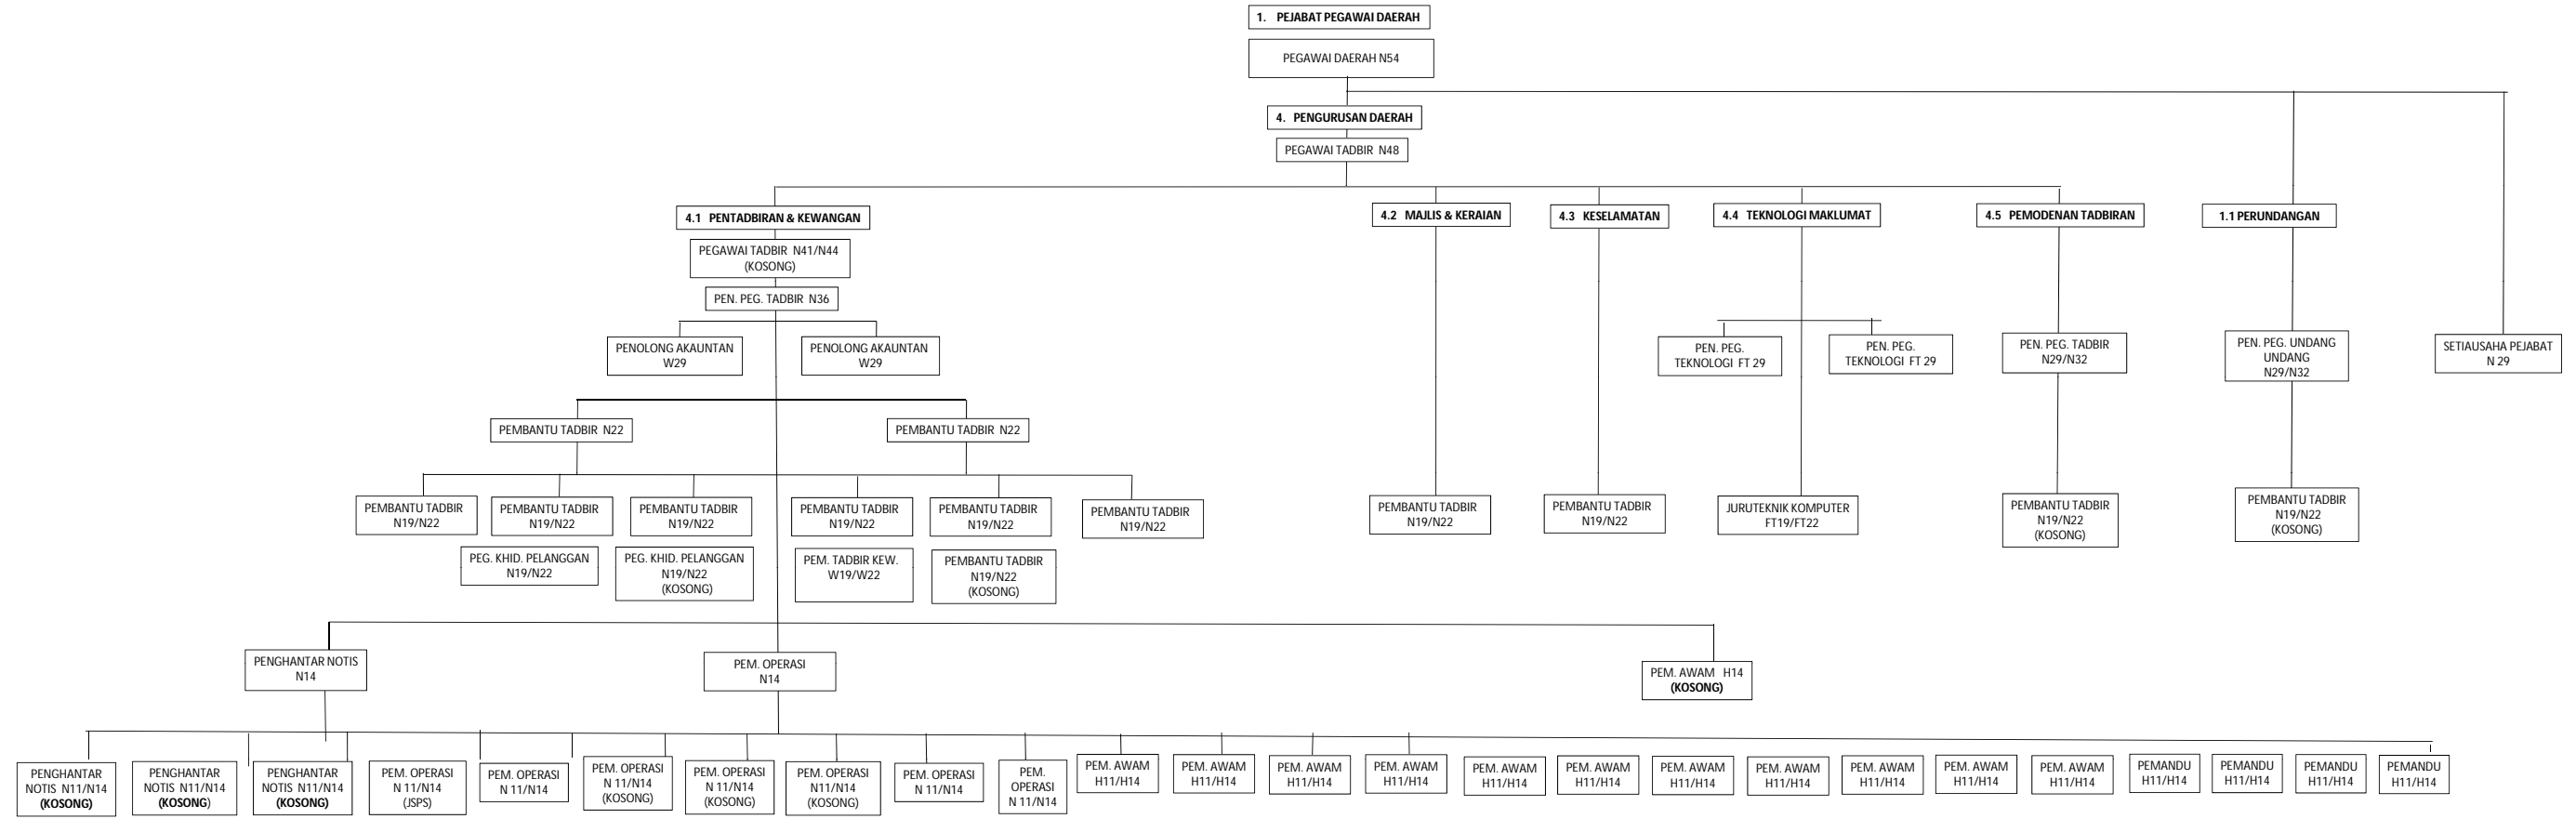 1. PEJABAT PEGAWAI DAERAH
PEGAWAI DAERAH N54
4. PENGURUSAN DAERAH
PEGAWAI TADBIR N48
4.1 PENTADBIRAN & KEWANGAN
4.2 MAJLIS & KERAIAN
4.3 KESELAMATAN
4.4 TEKNOLOGI MAKLUMAT
4.5 PEMODENAN TADBIRAN
1.1 PERUNDANGAN
PEGAWAI TADBIR N41/N44
(KOSONG)
PEN. PEG. TADBIR N36
PENOLONG AKAUNTAN
W29
PENOLONG AKAUNTAN
W29
PEN. PEG.
TEKNOLOGI FT 29
PEN. PEG.
TEKNOLOGI FT 29
PEN. PEG. TADBIR
N29/N32
PEN. PEG. UNDANG
UNDANG
N29/N32
SETIAUSAHA PEJABAT
N 29
PEMBANTU TADBIR N22
PEMBANTU TADBIR N22
PEMBANTU TADBIR
N19/N22
PEMBANTU TADBIR
N19/N22
PEMBANTU TADBIR
N19/N22
PEMBANTU TADBIR
N19/N22
PEMBANTU TADBIR
N19/N22
PEMBANTU TADBIR
N19/N22
PEMBANTU TADBIR
N19/N22
PEMBANTU TADBIR
N19/N22
JURUTEKNIK KOMPUTER
FT19/FT22
PEMBANTU TADBIR
N19/N22
(KOSONG)
PEMBANTU TADBIR
N19/N22
(KOSONG)
PEG. KHID. PELANGGAN
N19/N22
PEG. KHID. PELANGGAN
N19/N22
(KOSONG)
PEM. TADBIR KEW.
W19/W22
PEMBANTU TADBIR
N19/N22
(KOSONG)
PENGHANTAR NOTIS
N14
PEM. OPERASI
N14
PEM. AWAM H14
(KOSONG)
PENGHANTAR
NOTIS N11/N14
(KOSONG)
PENGHANTAR
NOTIS N11/N14
(KOSONG)
PENGHANTAR
NOTIS N11/N14
(KOSONG)
PEM. OPERASI
N 11/N14
(JSPS)
PEM. OPERASI
N 11/N14
PEM. OPERASI
N 11/N14
(KOSONG)
PEM. OPERASI
N 11/N14
(KOSONG)
PEM. OPERASI
N11/N14
(KOSONG)
PEM. OPERASI
N 11/N14
PEM.
OPERASI
N 11/N14
PEM. AWAM
H11/H14
PEM. AWAM
H11/H14
PEM. AWAM
H11/H14
PEM. AWAM
H11/H14
PEM. AWAM
H11/H14
PEM. AWAM
H11/H14
PEM. AWAM
H11/H14
PEM. AWAM
H11/H14
PEM. AWAM
H11/H14
PEM. AWAM
H11/H14
PEM. AWAM
H11/H14
PEMANDU
H11/H14
PEMANDU
H11/H14
PEMANDU
H11/H14
PEMANDU
H11/H14